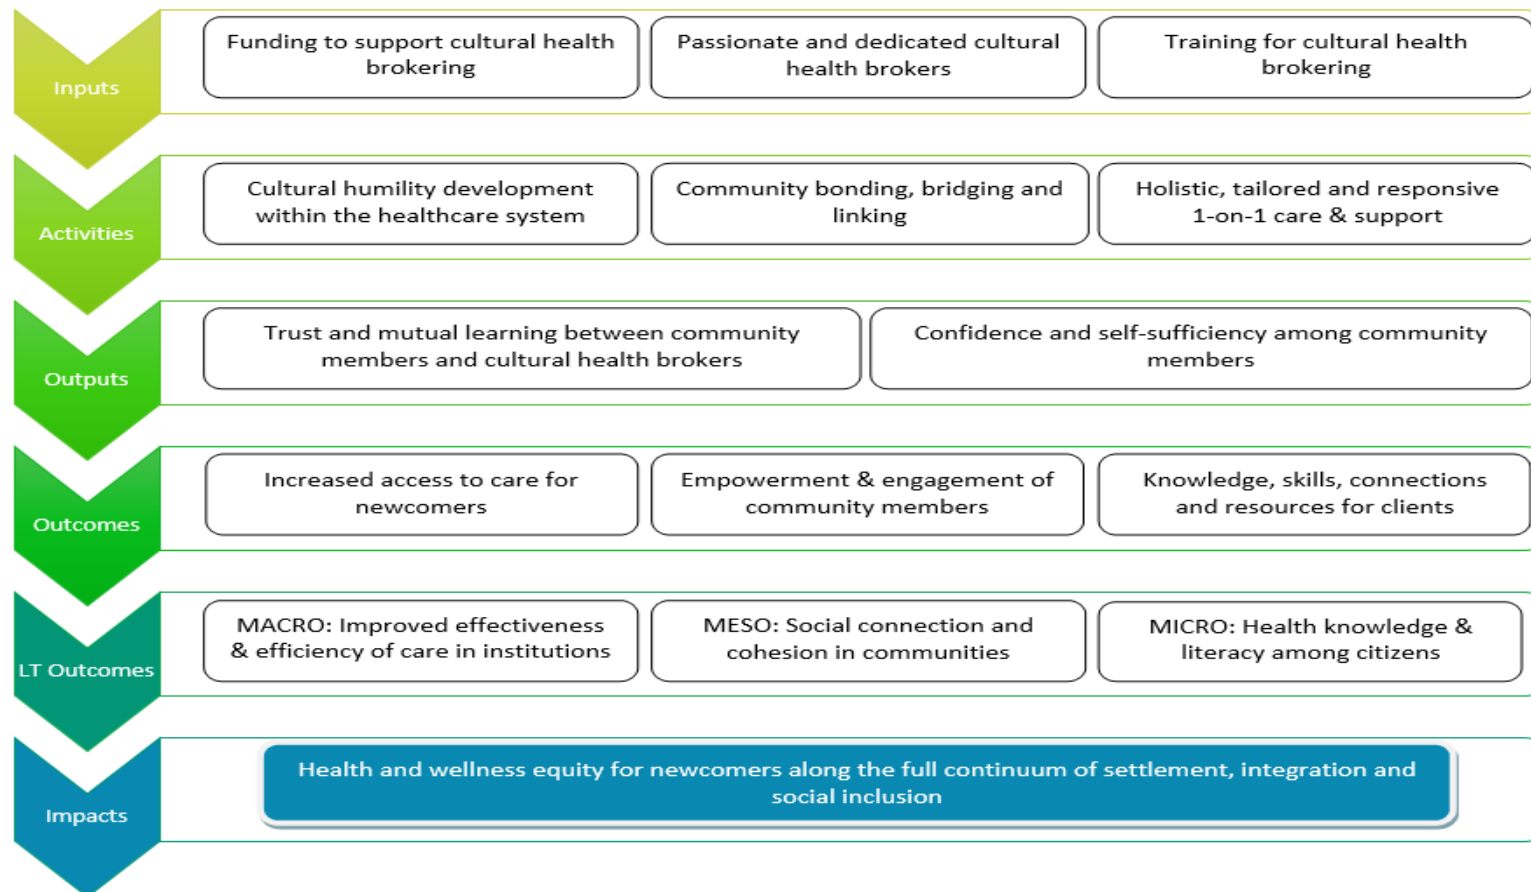 Inputs
Funding to support cultural health
brokering
Passionate and dedicated cultural
health brokers
Training for cultural health
brokering
Activities
Cultural humility development
within the healthcare system
Community bonding, bridging and
linking
Holistic, tailored and responsive
1-on-1 care & support
Outputs
Trust and mutual learning between community
members and cultural health brokers
Confidence and self-sufficiency among community
members
Outcomes
Increased access to care for
newcomers
Empowerment & engagement of
community members
Knowledge, skills, connections
and resources for clients
LT Outcomes
MACRO: Improved effectiveness
& efficiency of care in institutions
MESO: Social connection and
cohesion in communities
MICRO: Health knowledge &
literacy among citizens
Impacts
Health and wellness equity for newcomers along the full continuum of settlement, integration and
social inclusion